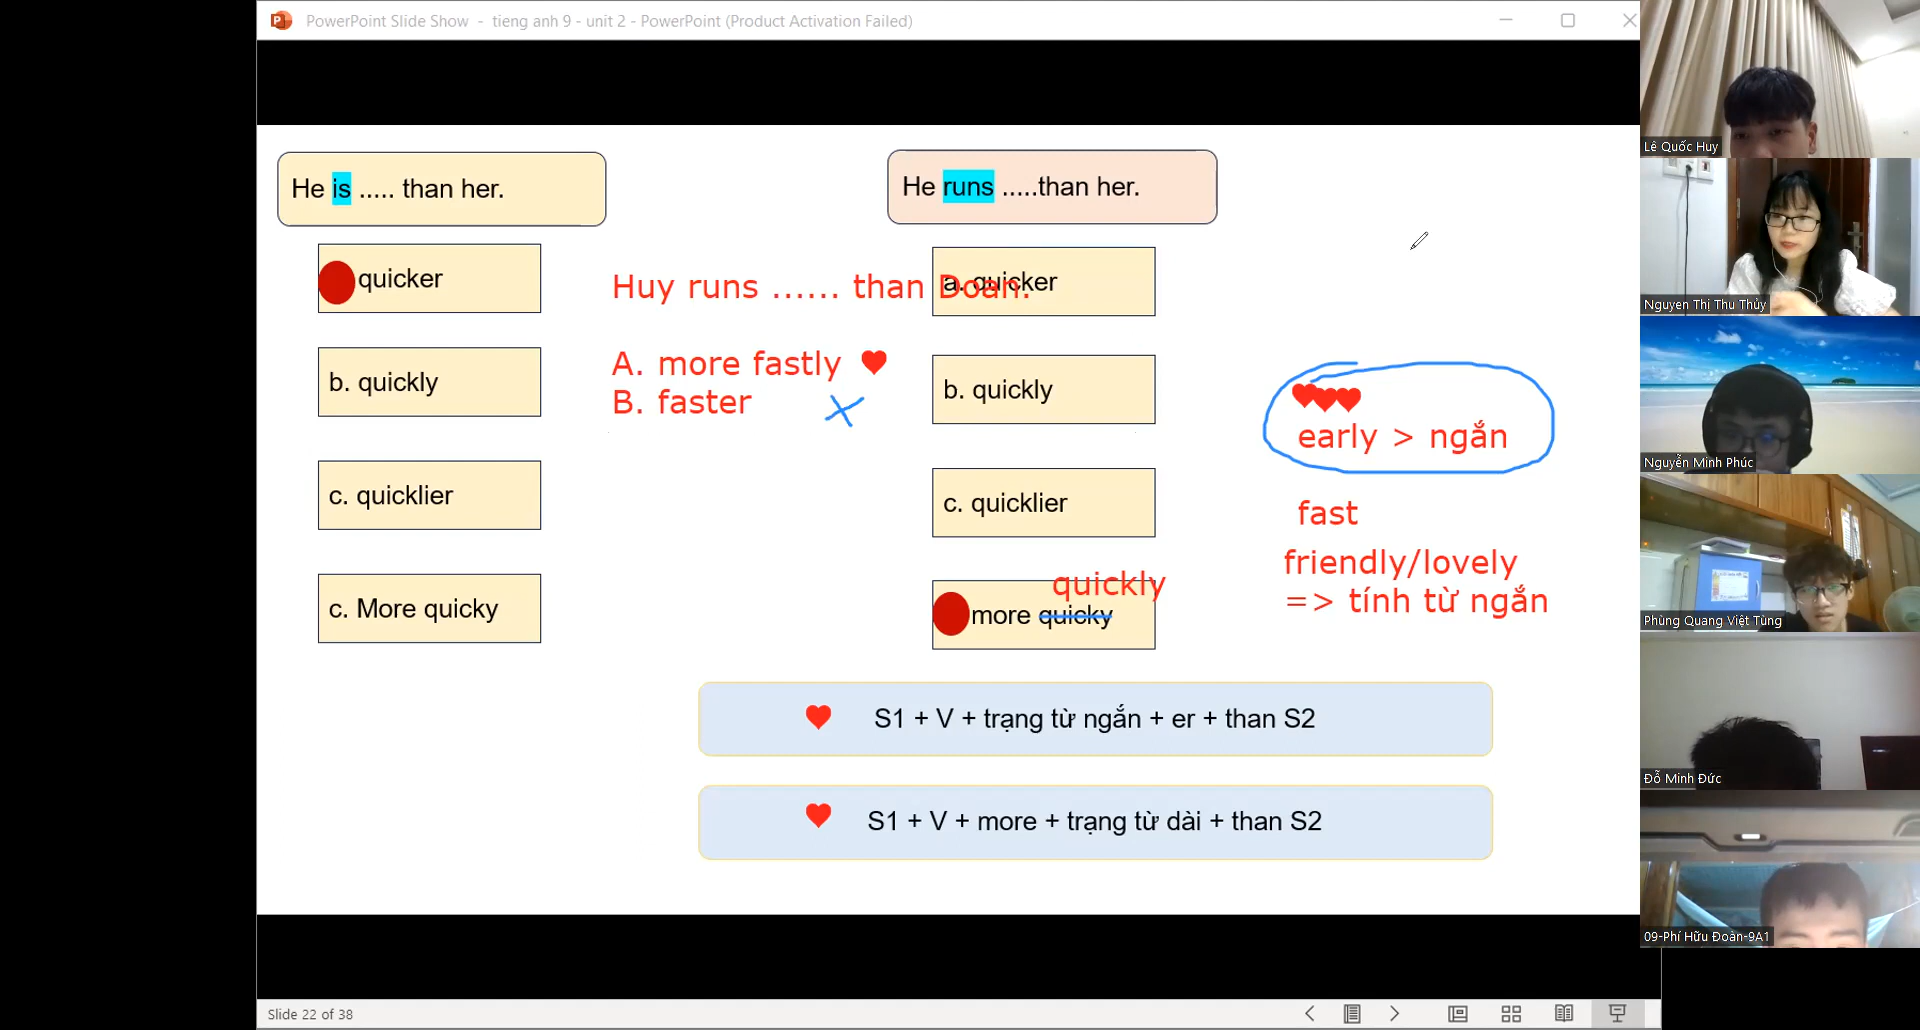 PowerPoint Slide Show - tieng anh 9 - unit 2 - PowerPoint (Product Activation Failed)
He is ..... than her.
quicker
b. quickly
c. quicklier
c. More quicky
Huy runs ...... than Doan.
A. more fastly
B. faster
He runs .....than her.
a. quicker
b. quickly
c. quicklier
quickly
more quicky
early > ngắn
fast
friendly/lovely
=> tính từ ngắn
S1 + V + trạng từ ngắn + er + than S2
S1 + V + more + trạng từ dài + than S2
Lê Quốc Huy
Nguyen Thị Thu Thủy
Nguyễn Minh Phúc
Phùng Quang Việt Tùng
Đỗ Minh Đức
09-Phí Hữu Đoàn-9A1
Slide 22 of 38